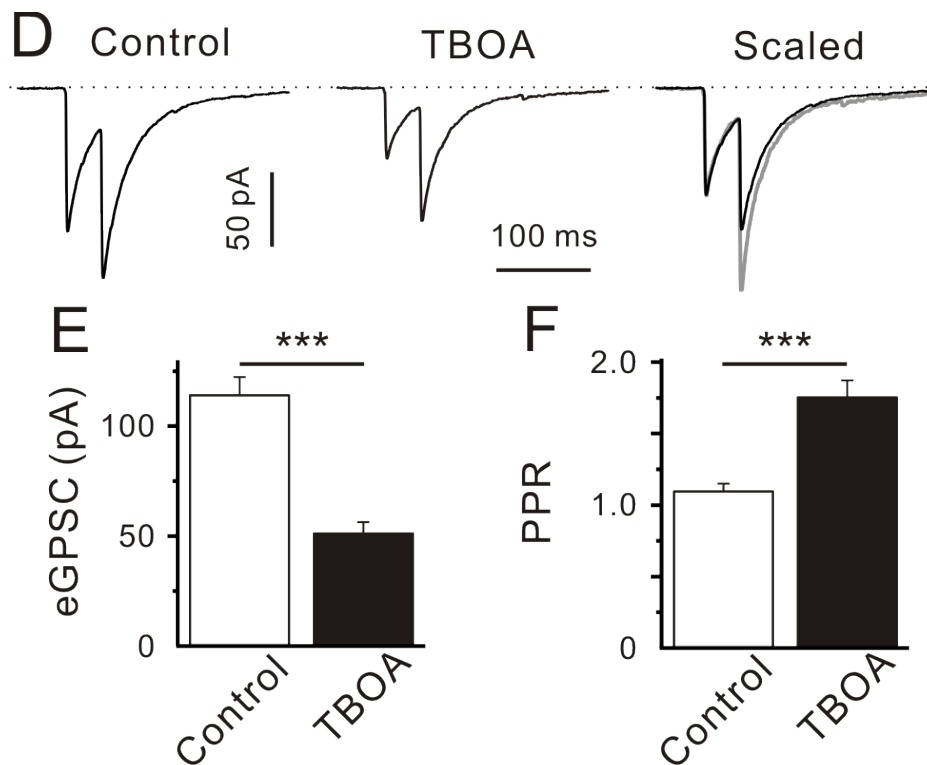 D
Control
TBOA
Scaled
50 pA
100 ms
E
***
eGPSC (pA)
100
50
0
Control
TBOA
F
***
PPR
2.0
1.0
0
Control
TBOA